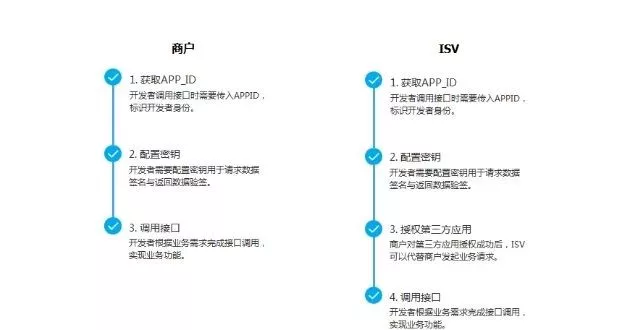 商户
1. 获取APP_ID
开发者调用接口时需要传入APPID，
标识开发者身份。
2. 配置密钥
开发者需要配置密钥用于请求数据
签名与返回数据验签。
3. 调用接口
开发者根据业务需求完成接口调用，
实现业务功能。
ISV
1. 获取APP_ID
开发者调用接口时需要传入APPID，
标识开发者身份。
2. 配置密钥
开发者需要配置密钥用于请求数据
签名与返回数据验签。
3. 授权第三方应用
商户对第三方应用授权成功后，ISV
可以代替商户发起业务请求。
4. 调用接口
开发者根据业务需求完成接口调用，
实现业务功能。